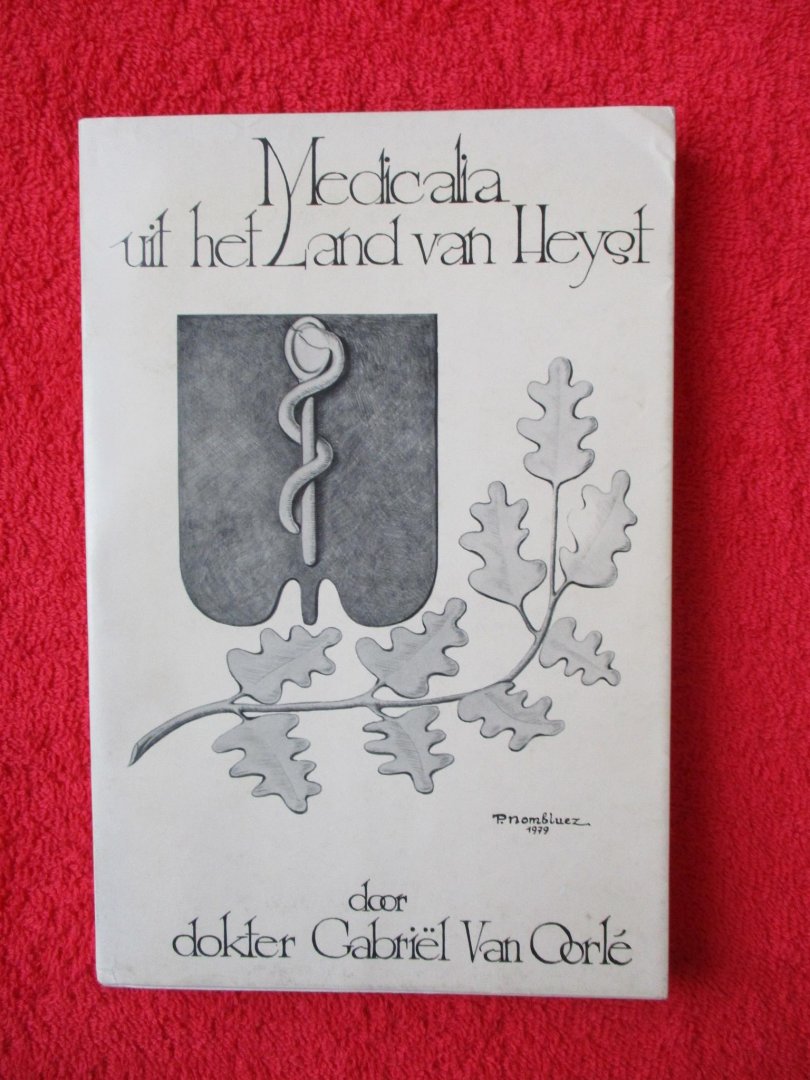 Medicalia
uit het Land van Heyst
P. Nombluez
1979
door
dokter Gabriël Van Oorlé